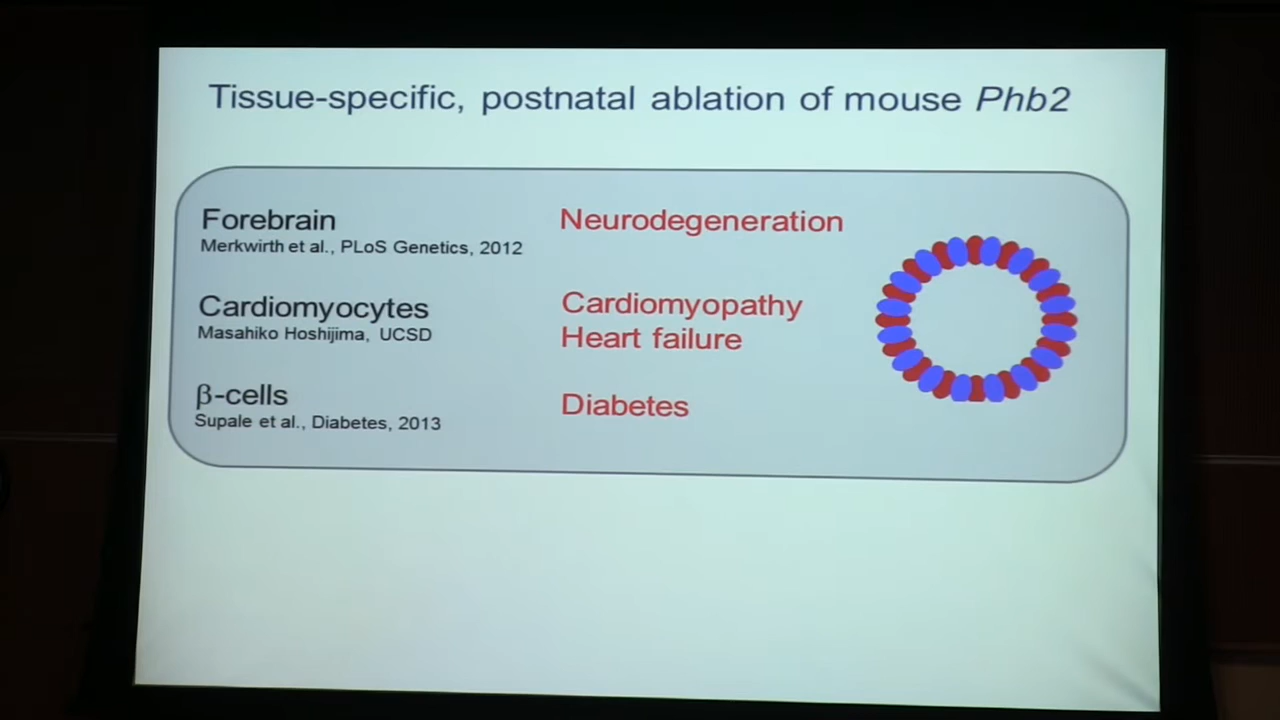 Tissue-specific, postnatal ablation of mouse Phb2
Forebrain
Merkwirth et al., PLoS Genetics, 2012
Neurodegeneration
Cardiomyocytes
Masahiko Hoshijima, UCSD
Cardiomyopathy
Heart failure
β-cells
Supale et al., Diabetes, 2013
Diabetes